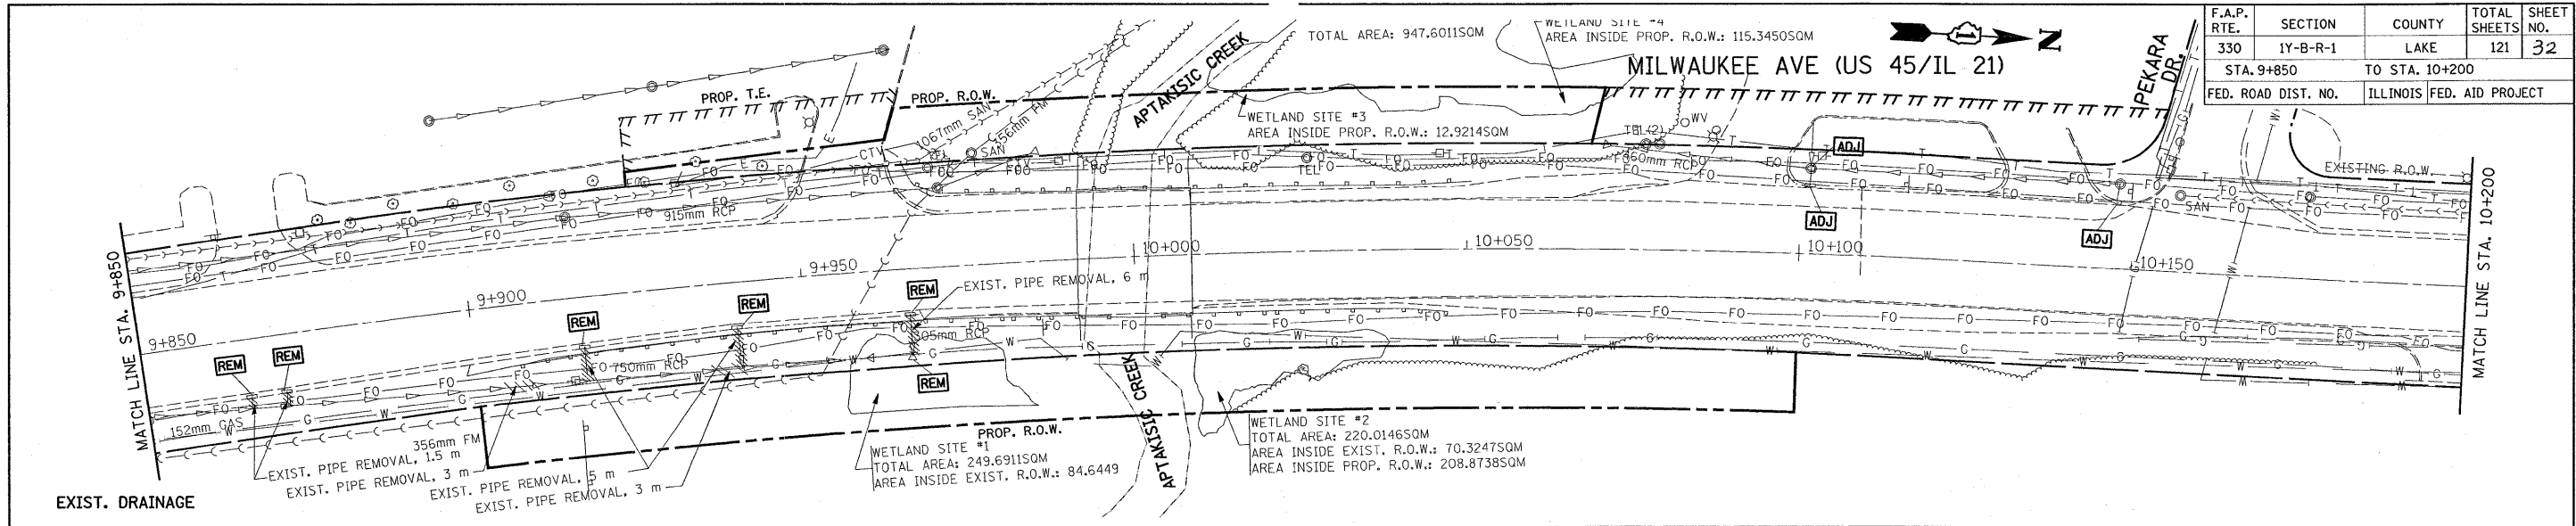 F.A.P. RTE. SECTION COUNTY TOTAL SHEETS SHEET NO.
330 1Y-B-R-1 LAKE 121 32
STA. 9+850 TO STA. 10+200
FED. ROAD DIST. NO. ILLINOIS FED. AID PROJECT
MILWAUKEE AVE (US 45/IL 21)
N
PEKARA DR.
TOTAL AREA: 947.6011SQM
WETLAND SITE #4
AREA INSIDE PROP. R.O.W.: 115.3450SQM
WETLAND SITE #3
AREA INSIDE PROP. R.O.W.: 12.9214SQM
APTAKISIC CREEK
PROP. T.E.
PROP. R.O.W.
1067mm SAN
356mm FM
SAN
CTV
CTV
E
E
TEL(2)
WV
TEL
460mm RCP
ADJ
ADJ
ADJ
SAN
EXISTING R.O.W.
915mm RCP
FO
T
G
W
MATCH LINE STA. 9+850
MATCH LINE STA. 10+200
9+850
9+900
9+950
10+000
10+050
10+100
10+150
REM
REM
REM
REM
REM
REM
EXIST. PIPE REMOVAL, 6 m
750mm RCP
152mm GAS
356mm FM
EXIST. PIPE REMOVAL, 1.5 m
EXIST. PIPE REMOVAL, 3 m
EXIST. PIPE REMOVAL, 5 m
EXIST. PIPE REMOVAL, 3 m
PROP. R.O.W.
WETLAND SITE #1
TOTAL AREA: 249.6911SQM
AREA INSIDE EXIST. R.O.W.: 84.6449
APTAKISIC CREEK
WETLAND SITE #2
TOTAL AREA: 220.0146SQM
AREA INSIDE EXIST. R.O.W.: 70.3247SQM
AREA INSIDE PROP. R.O.W.: 208.8738SQM
EXIST. DRAINAGE